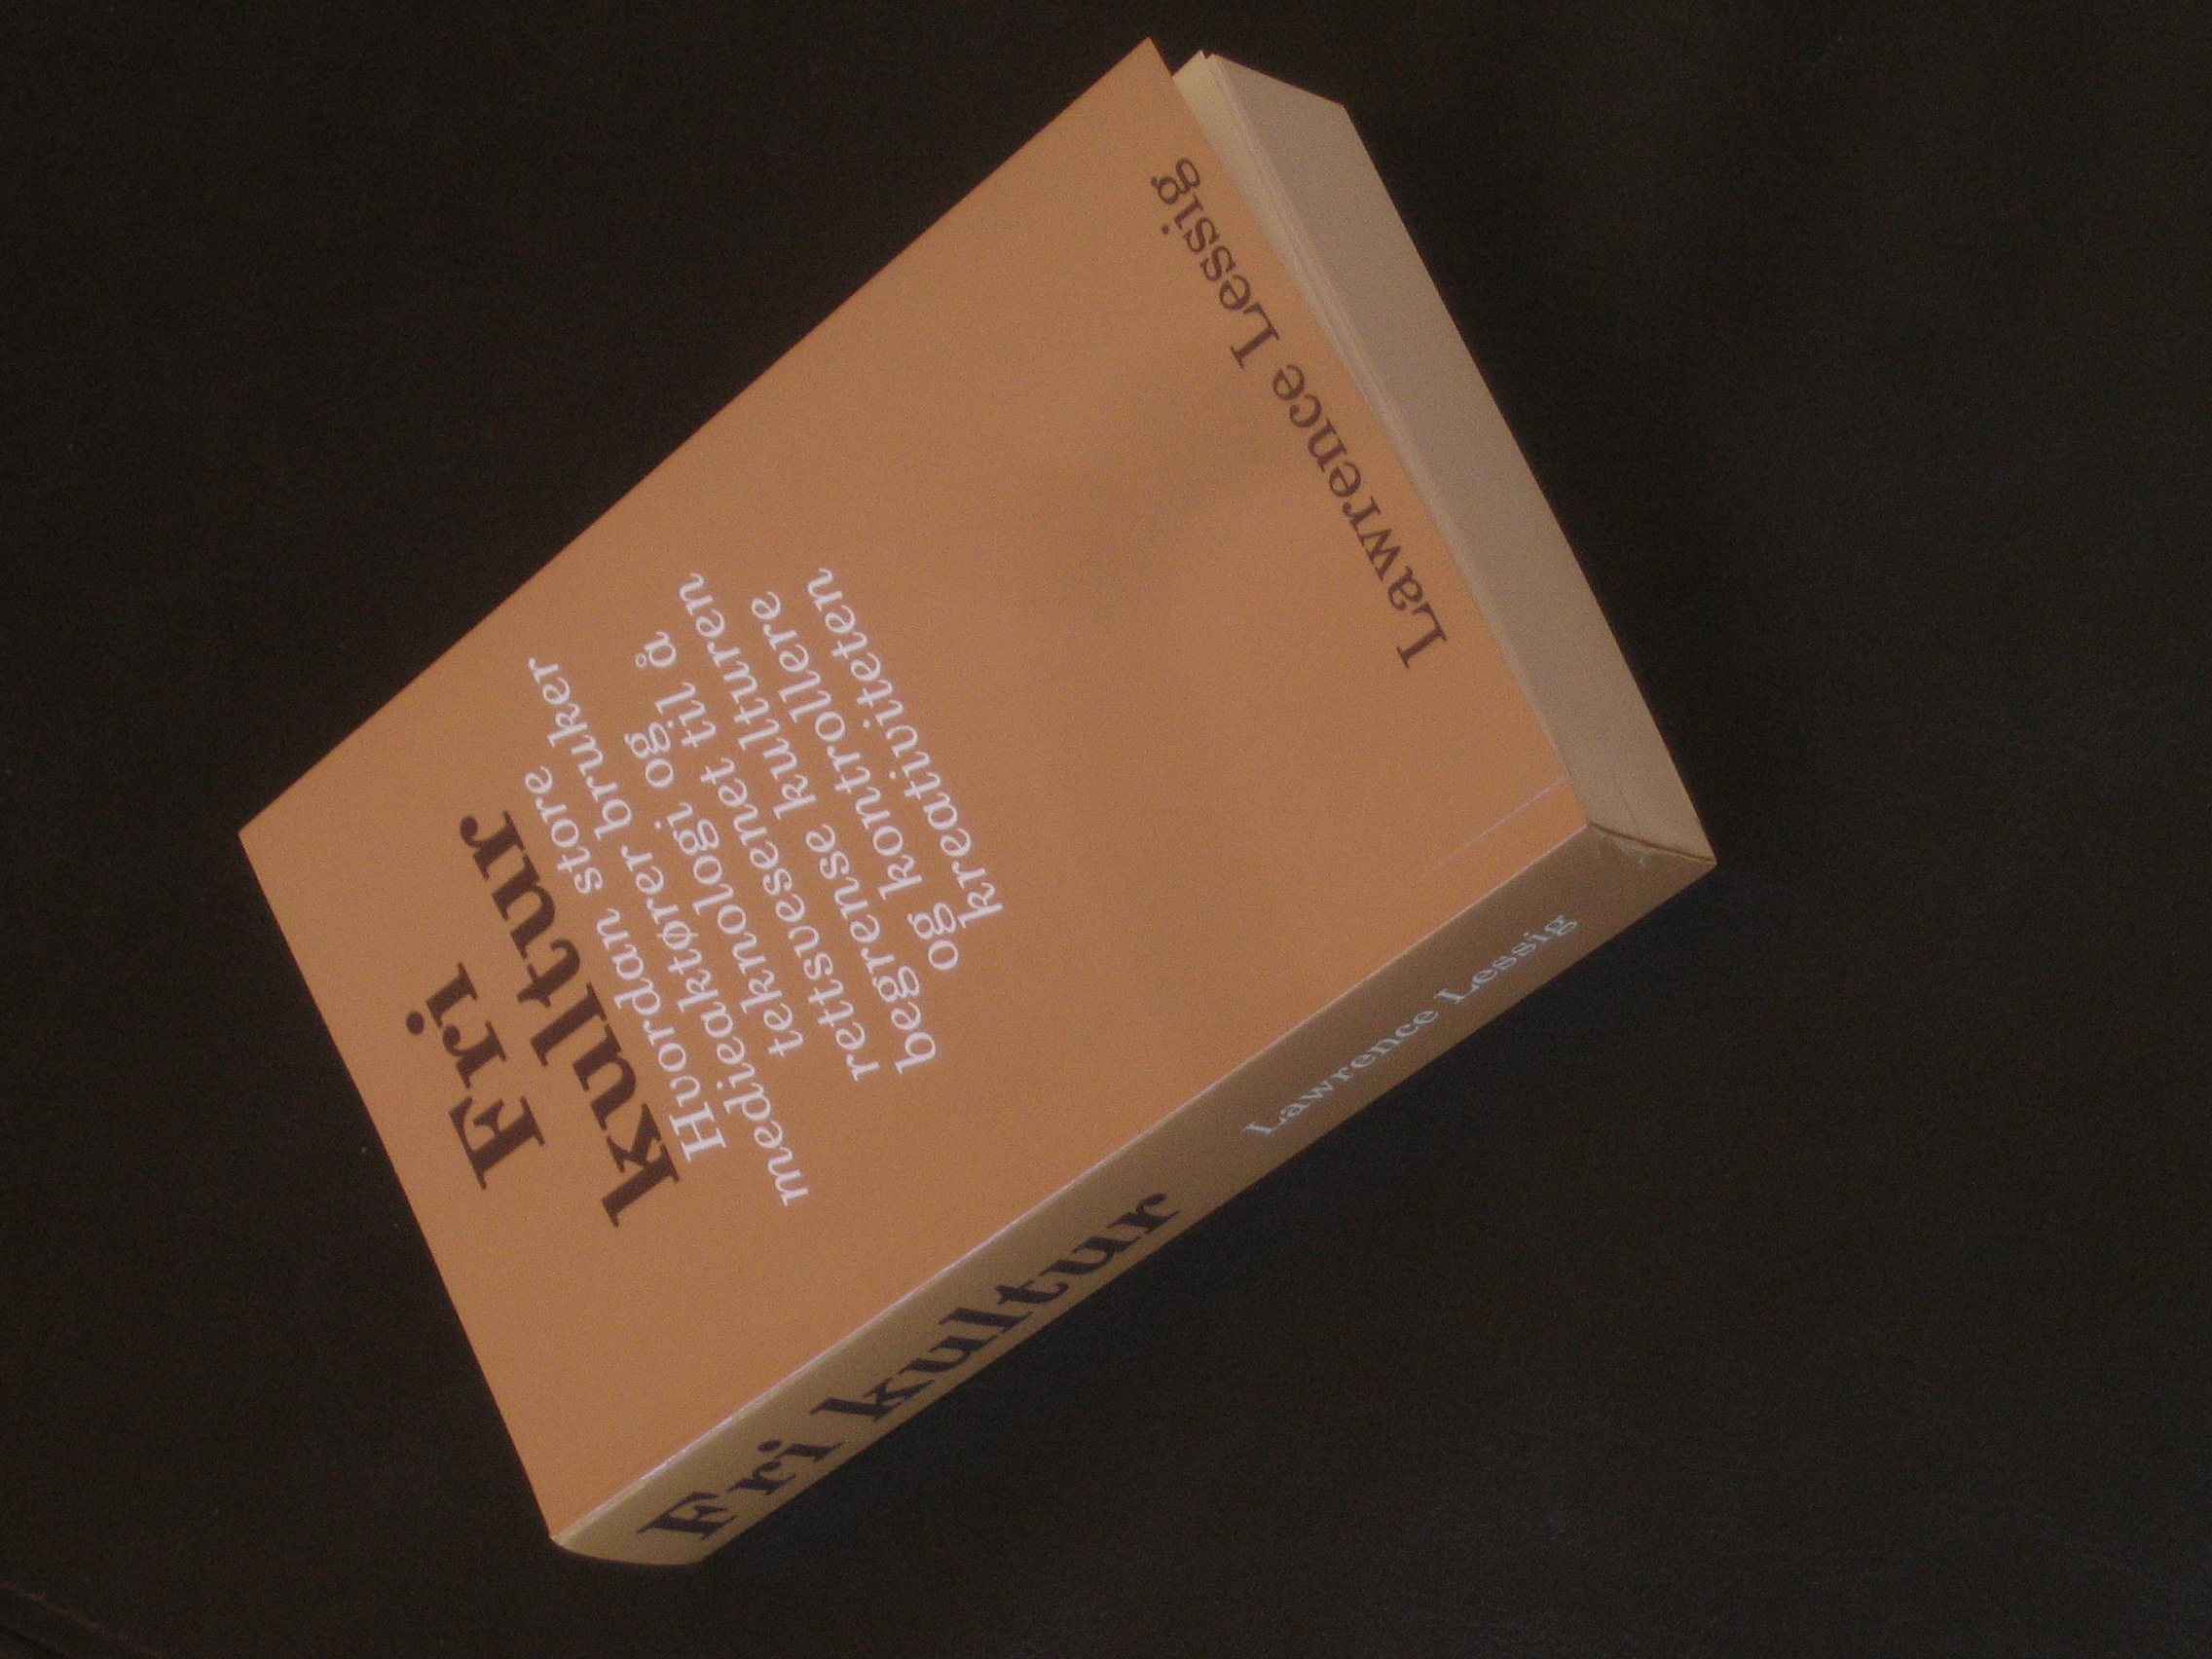 Fri
kultur
Hvordan store
medieaktører bruker
teknologi og
rettsvesenet til å
begrense kulturen
og kontrollere
kreativiteten
Lawrence Lessig
Fri kultur
Lawrence Lessig